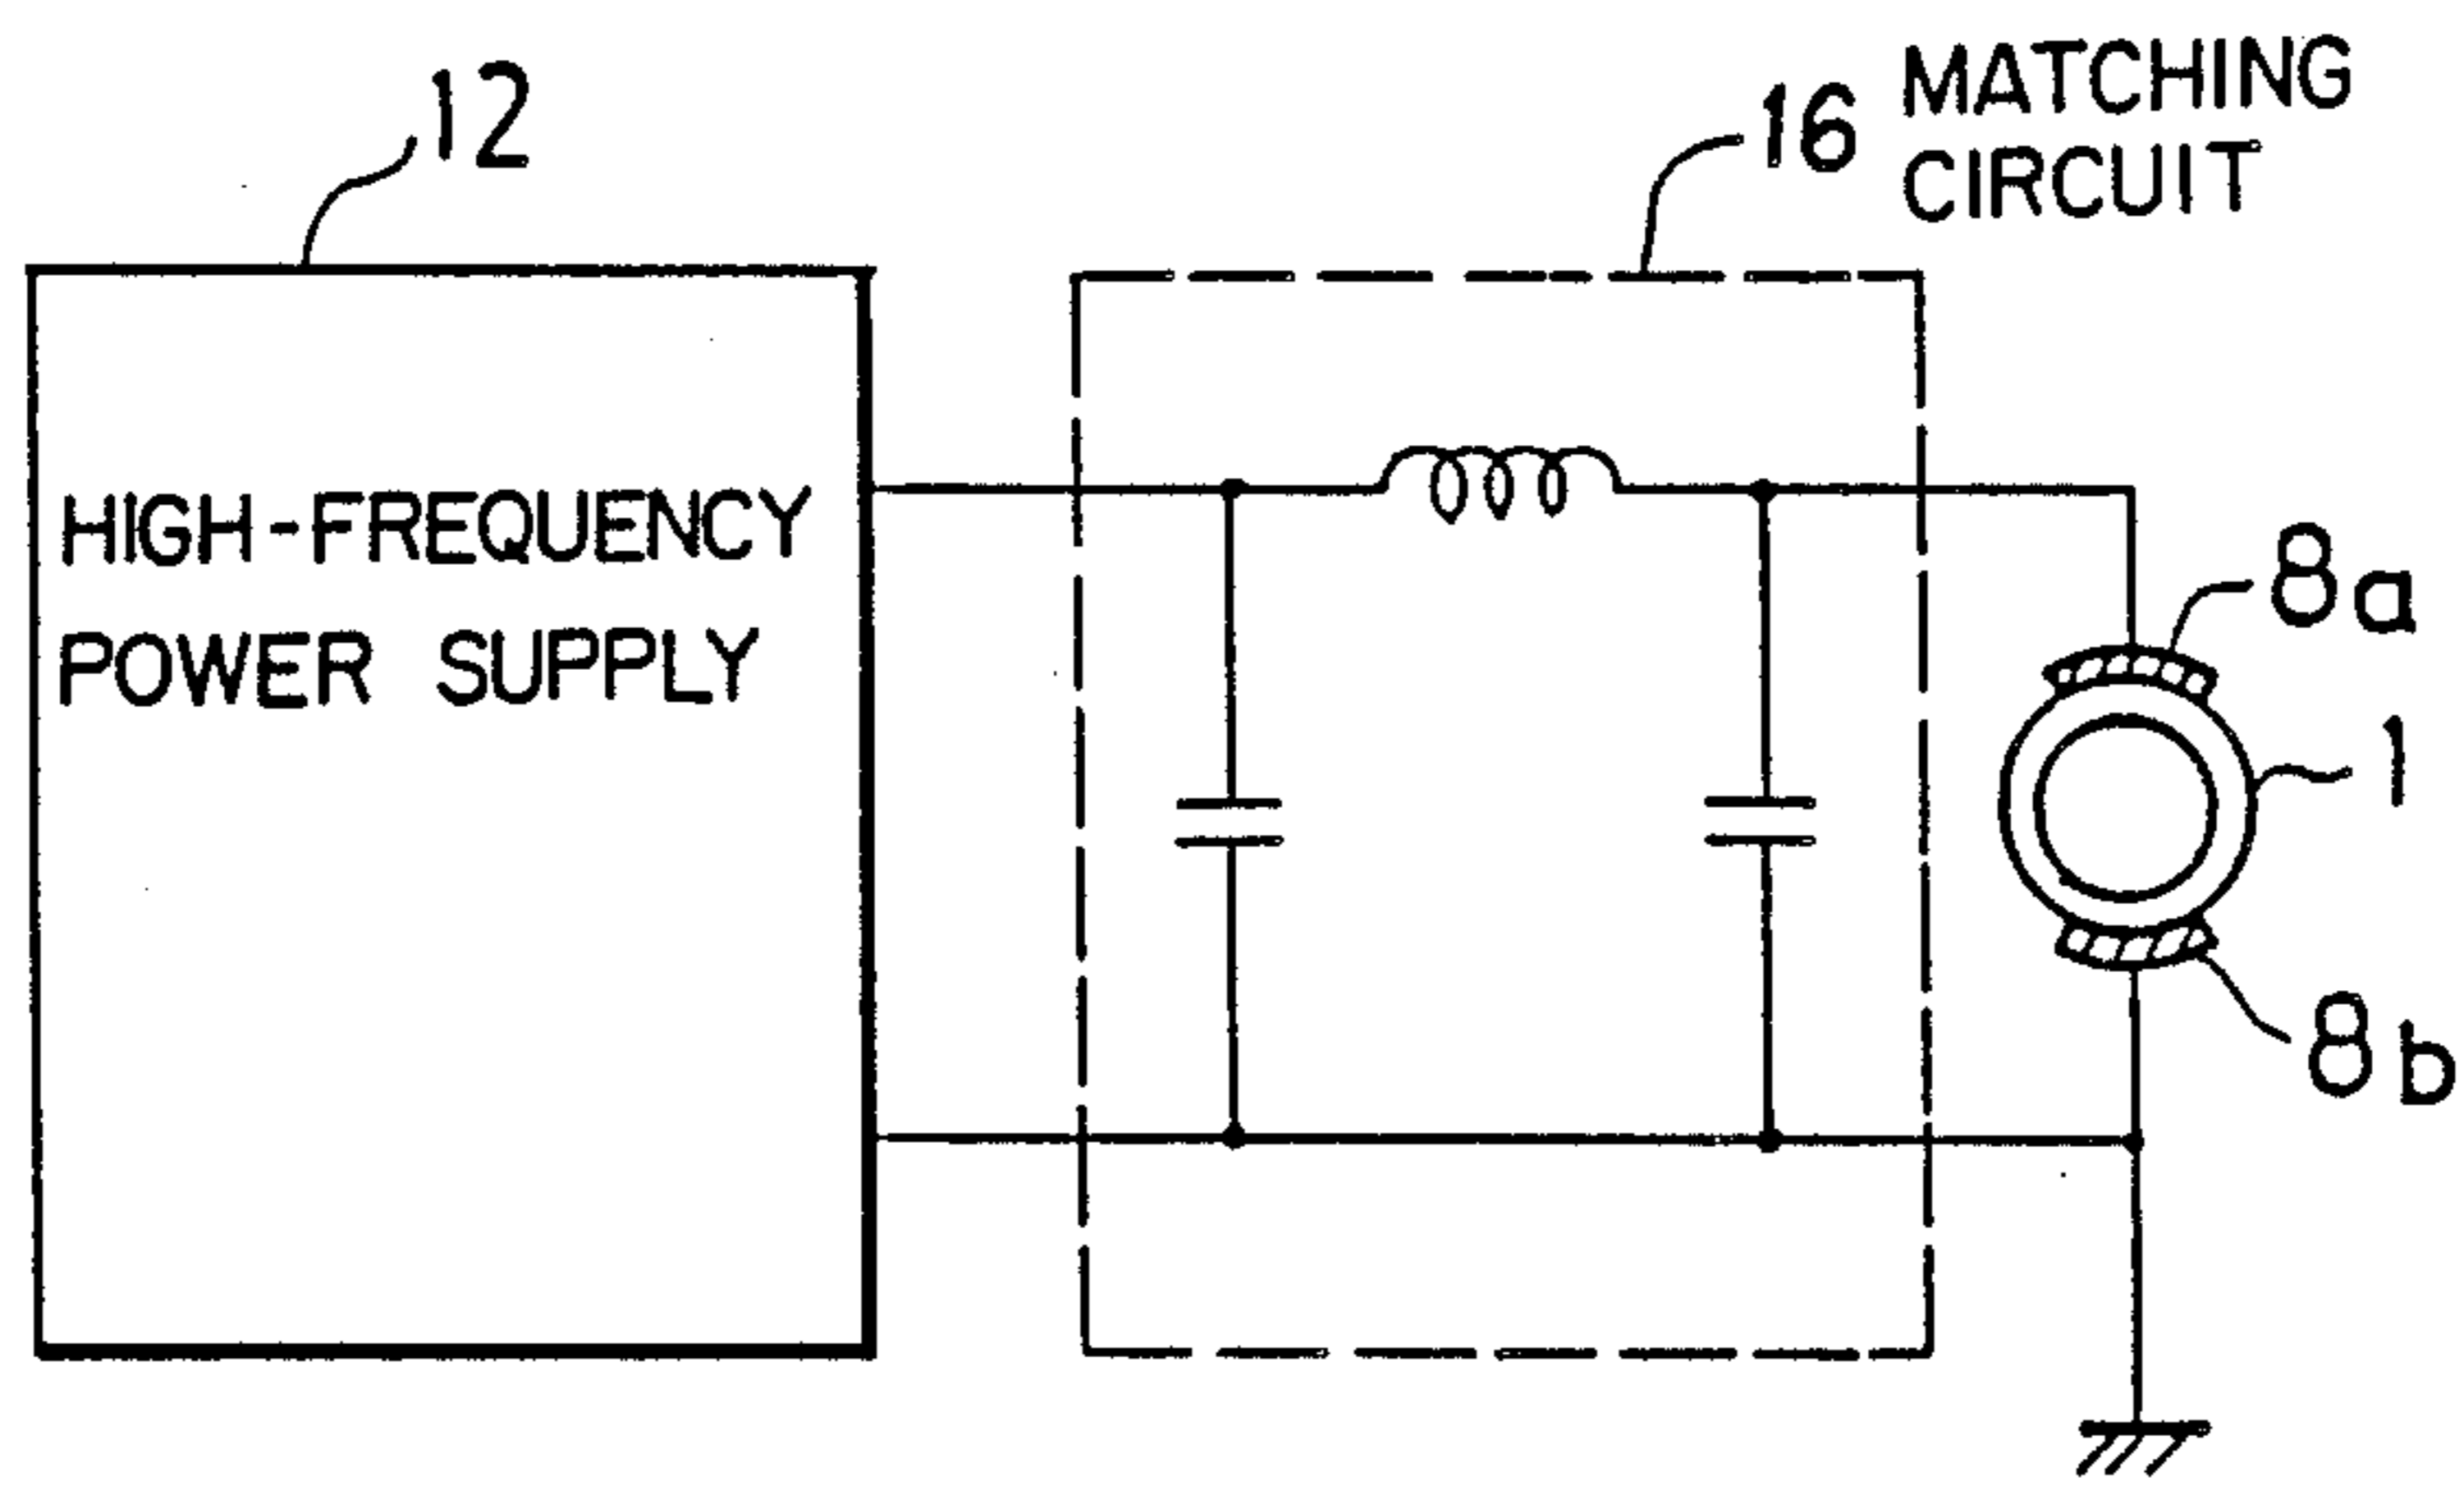 12
16 MATCHING
CIRCUIT
HIGH-FREQUENCY
POWER SUPPLY
8a
1
8b